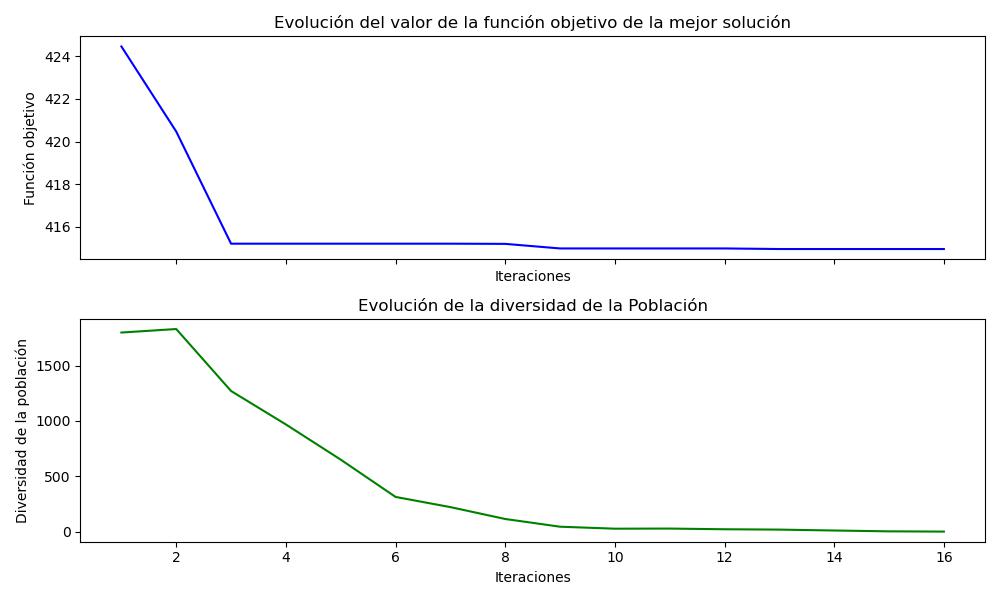 Evolución del valor de la función objetivo de la mejor solución
Función objetivo
424
422
420
418
416
Iteraciones
Evolución de la diversidad de la Población
Diversidad de la población
1500
1000
500
0
2 4 6 8 10 12 14 16
Iteraciones